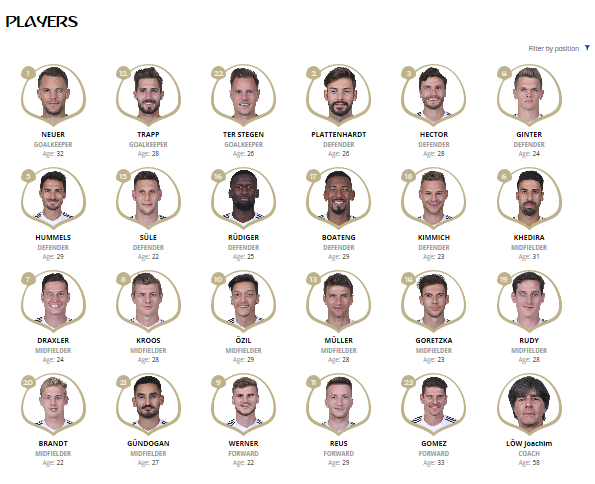 PLAYERS
Filter by position
1 12 22 2 3 4
NEUER TRAPP TER STEGEN PLATTENHARDT HECTOR GINTER
GOALKEEPER GOALKEEPER GOALKEEPER DEFENDER DEFENDER DEFENDER
Age: 32 Age: 28 Age: 26 Age: 26 Age: 28 Age: 24
5 15 16 17 18 6
HUMMELS SÜLE RÜDIGER BOATENG KIMMICH KHEDIRA
DEFENDER DEFENDER DEFENDER DEFENDER DEFENDER MIDFIELDER
Age: 29 Age: 22 Age: 25 Age: 29 Age: 23 Age: 31
7 8 10 13 14 19
DRAXLER KROOS ÖZIL MÜLLER GORETZKA RUDY
MIDFIELDER MIDFIELDER MIDFIELDER MIDFIELDER MIDFIELDER MIDFIELDER
Age: 24 Age: 28 Age: 29 Age: 28 Age: 23 Age: 28
20 21 9 11 23
BRANDT GÜNDOGAN WERNER REUS GOMEZ LÖW Joachim
MIDFIELDER MIDFIELDER FORWARD FORWARD FORWARD COACH
Age: 22 Age: 27 Age: 22 Age: 29 Age: 33 Age: 58